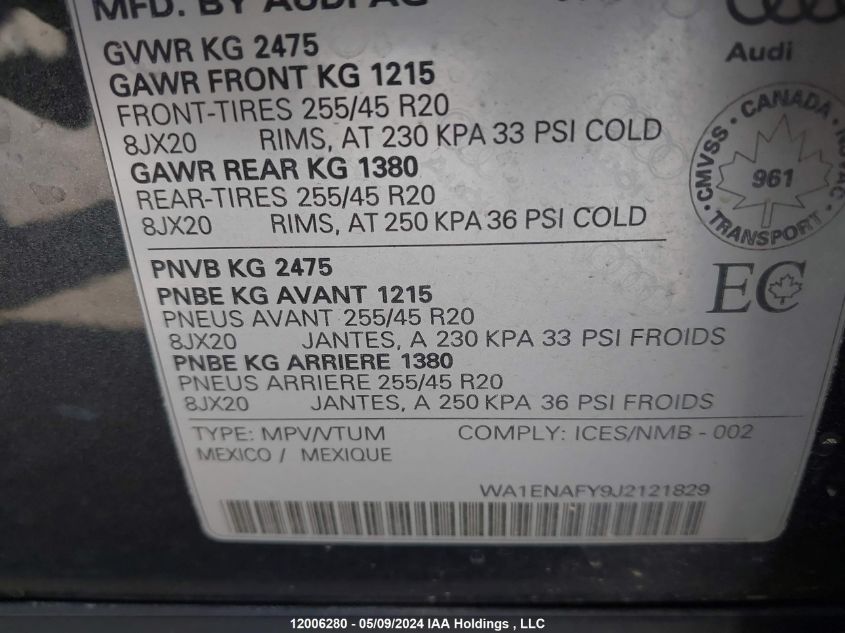 MFD. BY AUDI AG
GVWR KG 2475
GAWR FRONT KG 1215
FRONT-TIRES 255/45 R20
8JX20 RIMS, AT 230 KPA 33 PSI COLD
GAWR REAR KG 1380
REAR-TIRES 255/45 R20
8JX20 RIMS, AT 250 KPA 36 PSI COLD
Audi
CMVSS • CANADA • NSVAC • TRANSPORT •
961
PNVB KG 2475
PNBE KG AVANT 1215
PNEUS AVANT 255/45 R20
8JX20 JANTES, A 230 KPA 33 PSI FROIDS
PNBE KG ARRIERE 1380
PNEUS ARRIERE 255/45 R20
8JX20 JANTES, A 250 KPA 36 PSI FROIDS
EC
TYPE: MPV/VTUM COMPLY: ICES/NMB - 002
MEXICO / MEXIQUE
WA1ENAFY9J2121829
12006280 - 05/09/2024 IAA Holdings , LLC